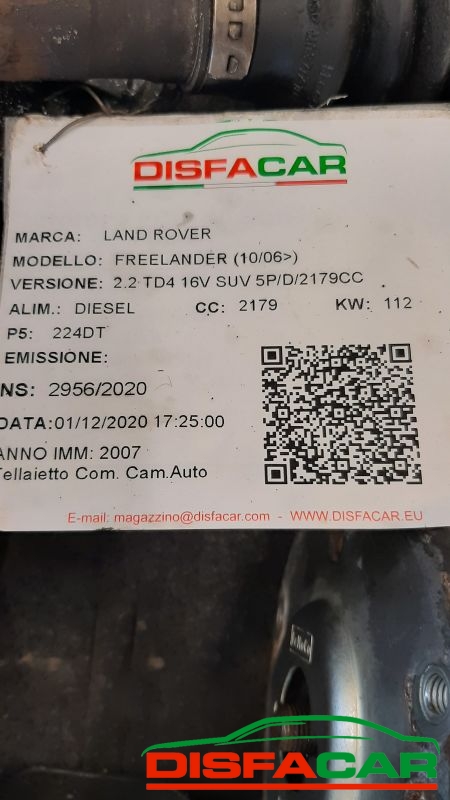 DISFACAR
MARCA: LAND ROVER
MODELLO: FREELANDER (10/06>)
VERSIONE: 2.2 TD4 16V SUV 5P/D/2179CC
ALIM.: DIESEL CC: 2179 KW: 112
P5: 224DT
EMISSIONE:
NS: 2956/2020
DATA:01/12/2020 17:25:00
ANNO IMM: 2007
Tellaietto Com. Cam.Auto
E-mail: magazzino@disfacar.com - WWW.DISFACAR.EU
DISFACAR